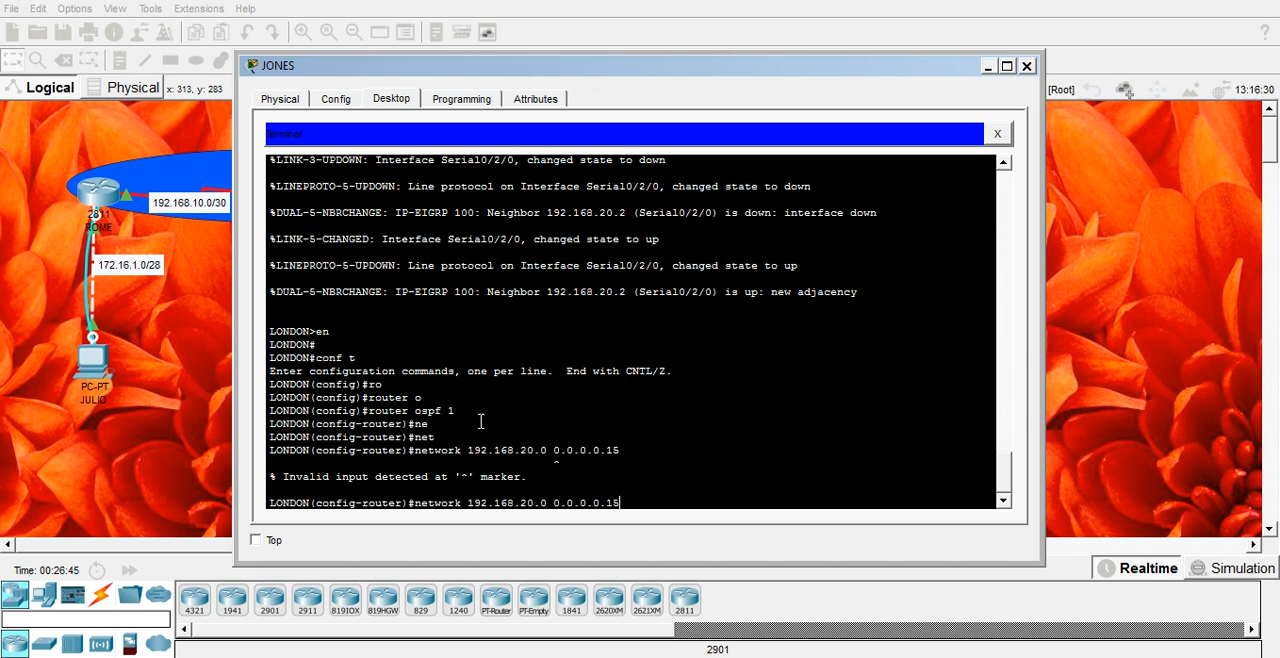 File Edit Options View Tools Extensions Help
Logical Physical x: 313, y: 283
[Root] 13:16:30
JONES
Physical Config Desktop Programming Attributes
Terminal X
%LINK-3-UPDOWN: Interface Serial0/2/0, changed state to down
%LINEPROTO-5-UPDOWN: Line protocol on Interface Serial0/2/0, changed state to down
%DUAL-5-NBRCHANGE: IP-EIGRP 100: Neighbor 192.168.20.2 (Serial0/2/0) is down: interface down
%LINK-5-CHANGED: Interface Serial0/2/0, changed state to up
%LINEPROTO-5-UPDOWN: Line protocol on Interface Serial0/2/0, changed state to up
%DUAL-5-NBRCHANGE: IP-EIGRP 100: Neighbor 192.168.20.2 (Serial0/2/0) is up: new adjacency
LONDON>en
LONDON#
LONDON#conf t
Enter configuration commands, one per line. End with CNTL/Z.
LONDON(config)#ro
LONDON(config)#router o
LONDON(config)#router ospf 1
LONDON(config-router)#ne
LONDON(config-router)#net
LONDON(config-router)#network 192.168.20.0 0.0.0.0.15
^
% Invalid input detected at '^' marker.
LONDON(config-router)#network 192.168.20.0 0.0.0.0.15
Top
192.168.10.0/30
2811
ROME
172.16.1.0/28
PC-PT
JULIO
Time: 00:26:45
Realtime Simulation
4321 1941 2901 2911 819IOX 819HGW 829 1240 PT-Router PT-Empty 1841 2620XM 2621XM 2811
2901